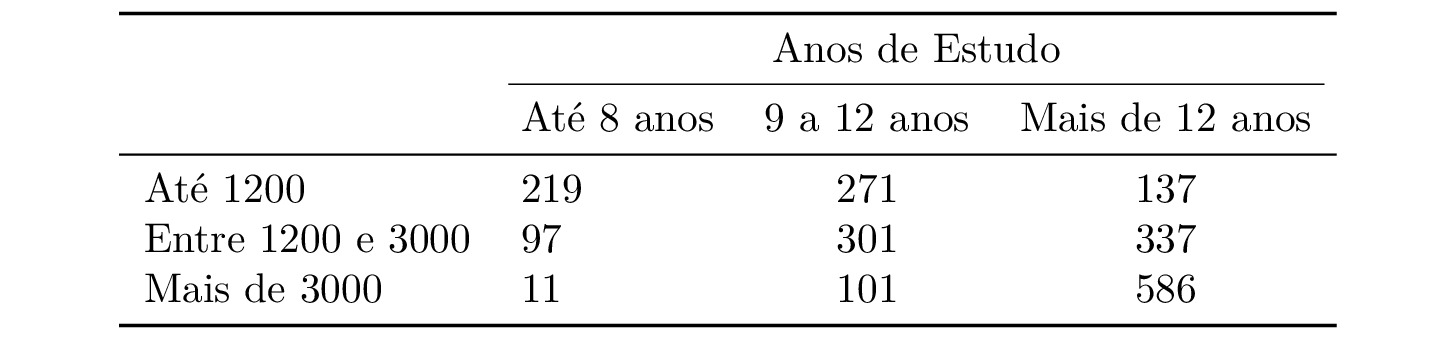 Anos de Estudo
Até 8 anos 9 a 12 anos Mais de 12 anos
Até 1200 219 271 137
Entre 1200 e 3000 97 301 337
Mais de 3000 11 101 586